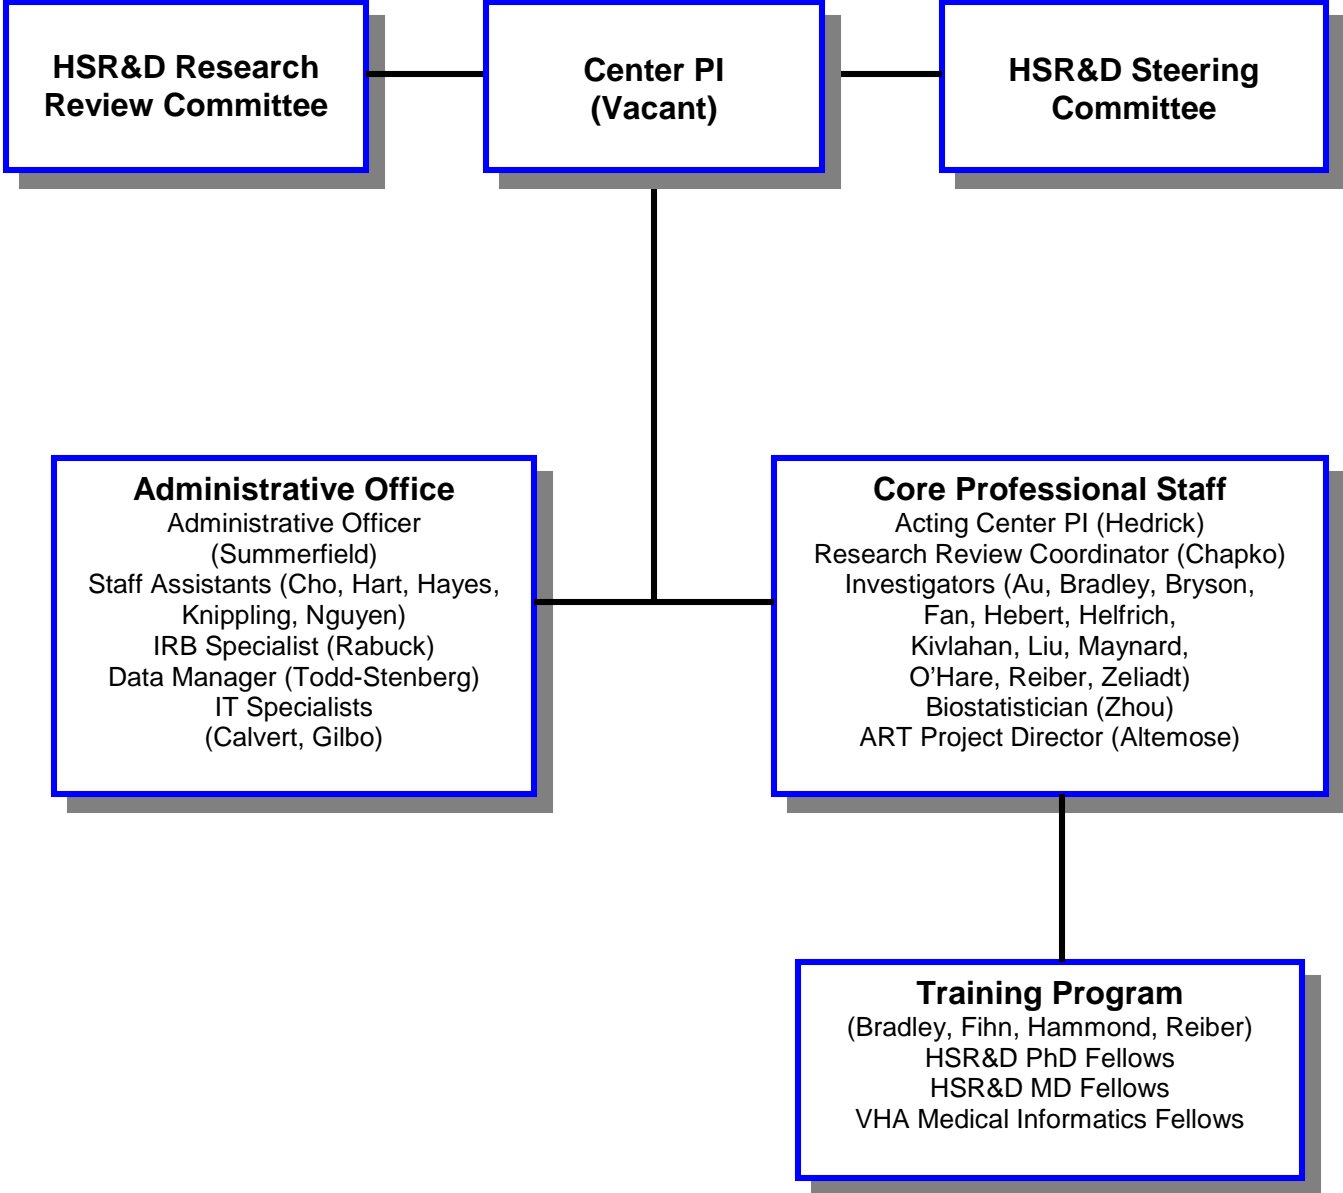 HSR&D Research
Review Committee
Center PI
(Vacant)
HSR&D Steering
Committee
Administrative Office
Administrative Officer
(Summerfield)
Staff Assistants (Cho, Hart, Hayes,
Knippling, Nguyen)
IRB Specialist (Rabuck)
Data Manager (Todd-Stenberg)
IT Specialists
(Calvert, Gilbo)
Core Professional Staff
Acting Center PI (Hedrick)
Research Review Coordinator (Chapko)
Investigators (Au, Bradley, Bryson,
Fan, Hebert, Helfrich,
Kivlahan, Liu, Maynard,
O’Hare, Reiber, Zeliadt)
Biostatistician (Zhou)
ART Project Director (Altemose)
Training Program
(Bradley, Fihn, Hammond, Reiber)
HSR&D PhD Fellows
HSR&D MD Fellows
VHA Medical Informatics Fellows